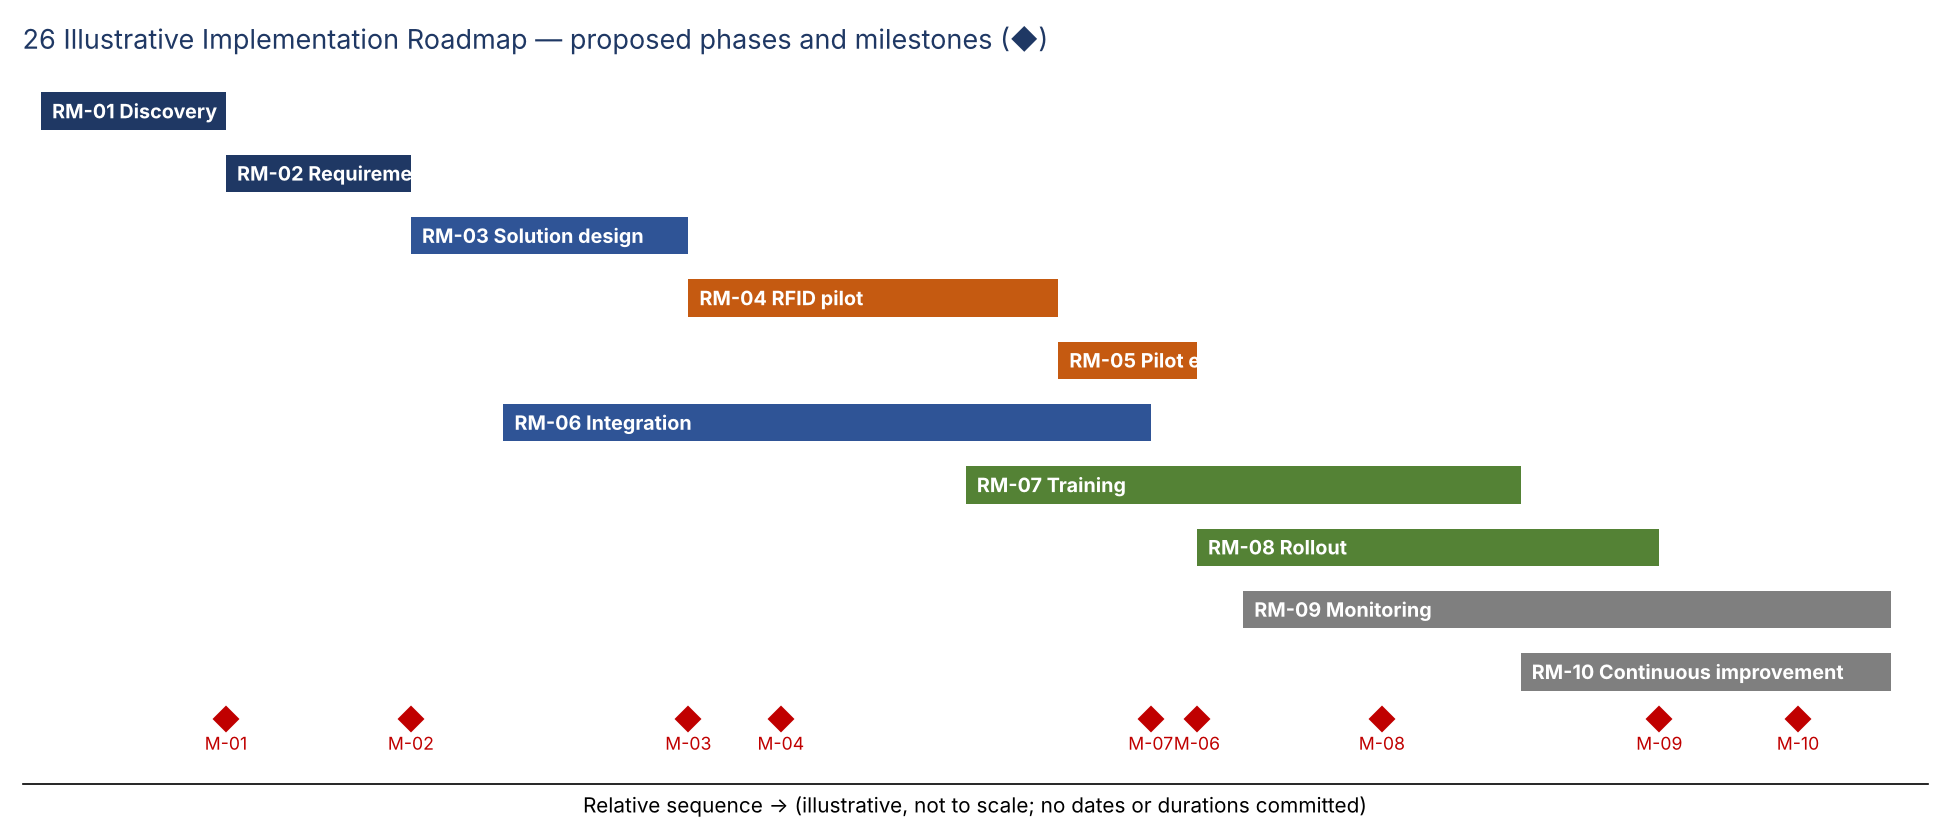 26 Illustrative Implementation Roadmap — proposed phases and milestones (◆)
RM-01 Discovery
RM-02 Requireme
RM-03 Solution design
RM-04 RFID pilot
RM-05 Pilot e
RM-06 Integration
RM-07 Training
RM-08 Rollout
RM-09 Monitoring
RM-10 Continuous improvement
M-01 M-02 M-03 M-04 M-07 M-06 M-08 M-09 M-10
Relative sequence → (illustrative, not to scale; no dates or durations committed)